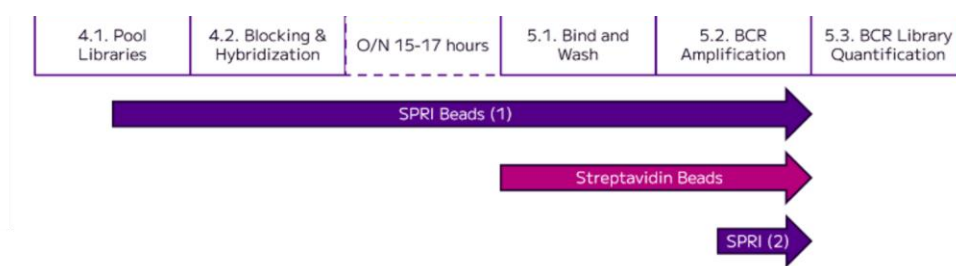 4.1. Pool
Libraries
4.2. Blocking &
Hybridization
O/N 15-17 hours
5.1. Bind and
Wash
5.2. BCR
Amplification
5.3. BCR Library
Quantification
SPRI Beads (1)
Streptavidin Beads
SPRI (2)